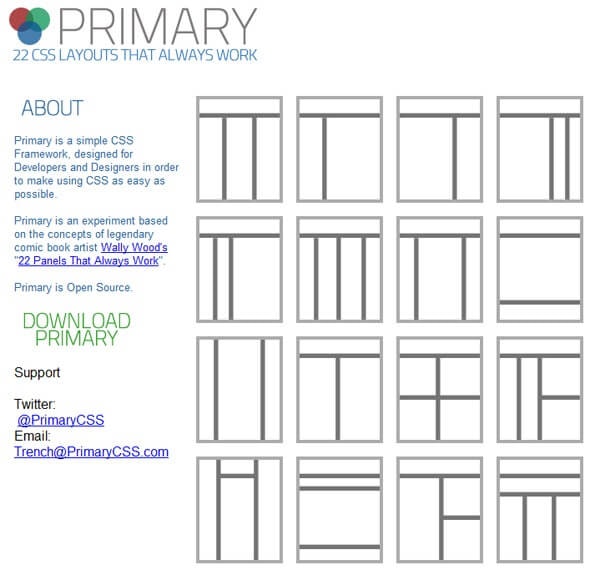 PRIMARY
22 CSS LAYOUTS THAT ALWAYS WORK
ABOUT
Primary is a simple CSS
Framework, designed for
Developers and Designers in order
to make using CSS as easy as
possible.
Primary is an experiment based
on the concepts of legendary
comic book artist Wally Wood's
"22 Panels That Always Work".
Primary is Open Source.
DOWNLOAD
PRIMARY
Support
Twitter:
@PrimaryCSS
Email:
Trench@PrimaryCSS.com